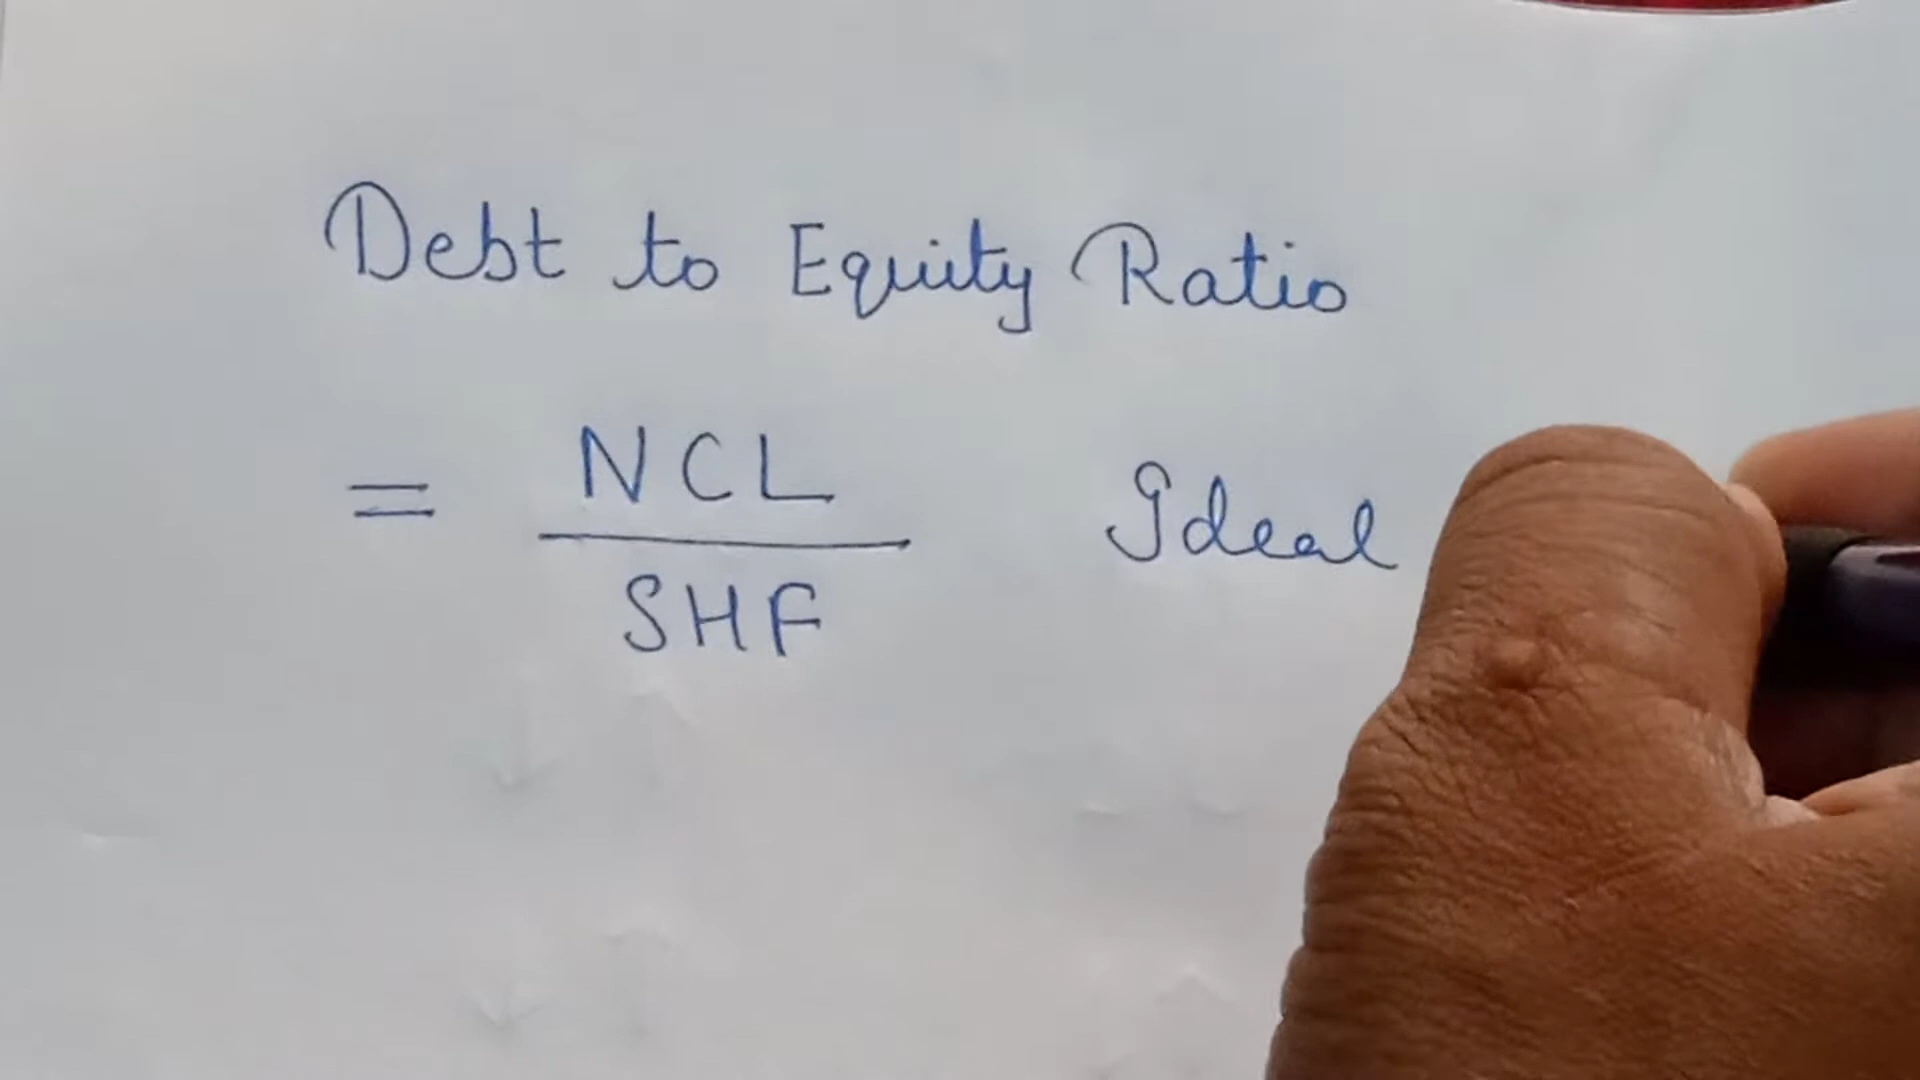 Debt to Equity Ratio
= NCL / SHF Ideal